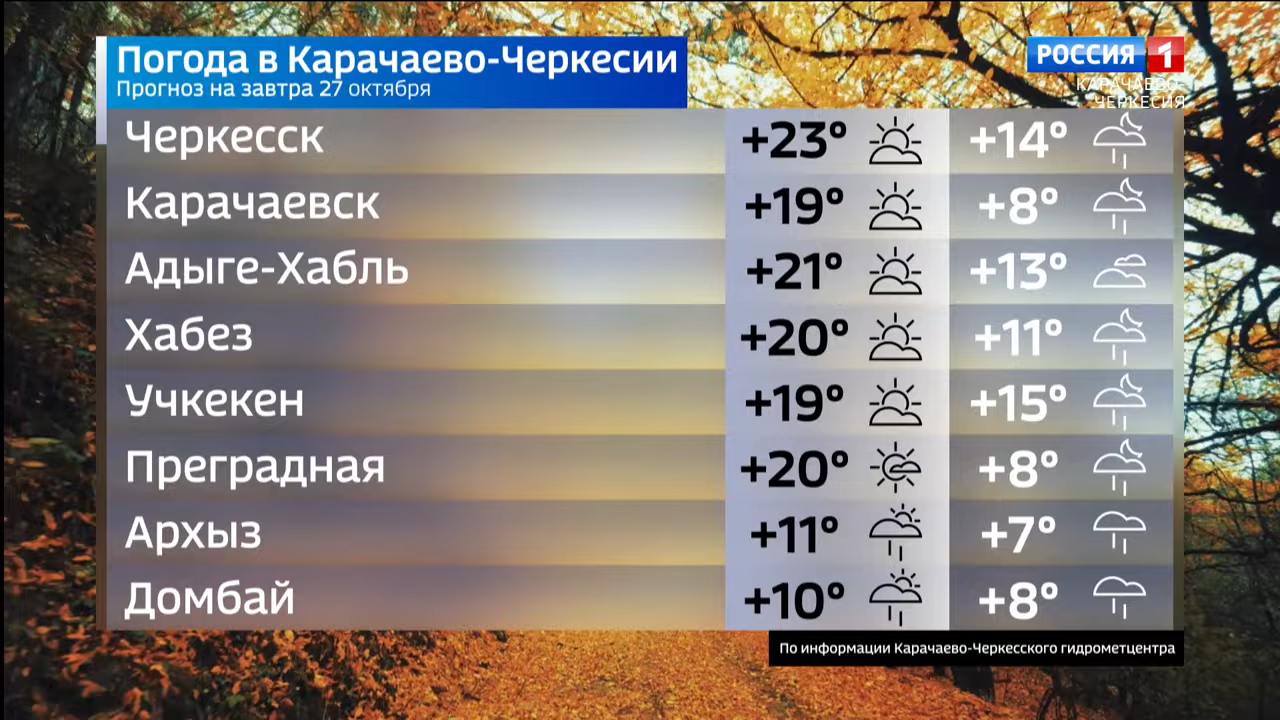 Погода в Карачаево-Черкесии
Прогноз на завтра 27 октября
РОССИЯ 1
КАРАЧАЕВО-
ЧЕРКЕСИЯ
Черкесск +23° +14°
Карачаевск +19° +8°
Адыге-Хабль +21° +13°
Хабез +20° +11°
Учкекен +19° +15°
Преградная +20° +8°
Архыз +11° +7°
Домбай +10° +8°
По информации Карачаево-Черкесского гидрометцентра